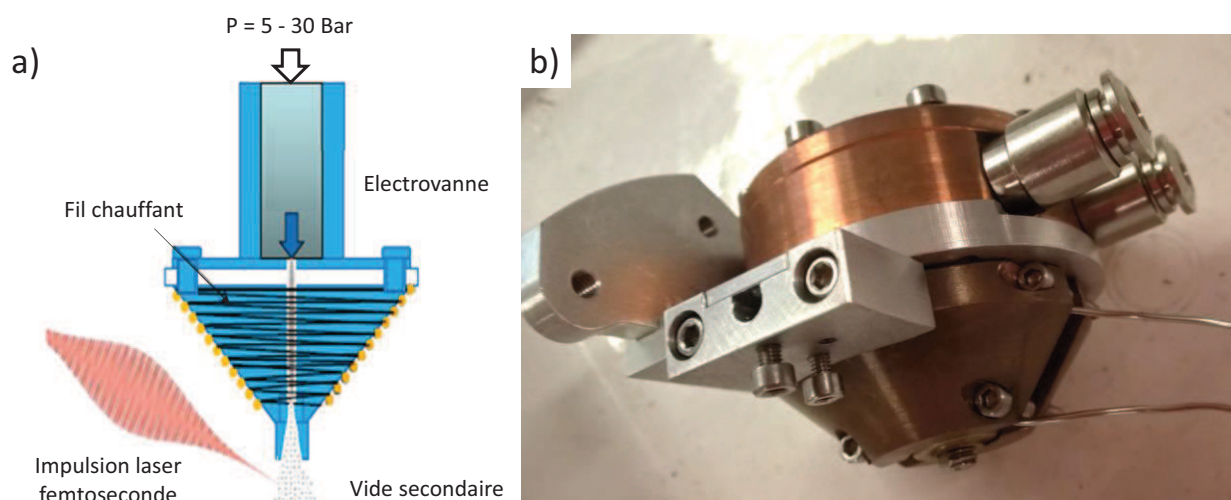 P = 5 - 30 Bar
a)
b)
Electrovanne
Fil chauffant
Impulsion laser
femtoseconde
Vide secondaire